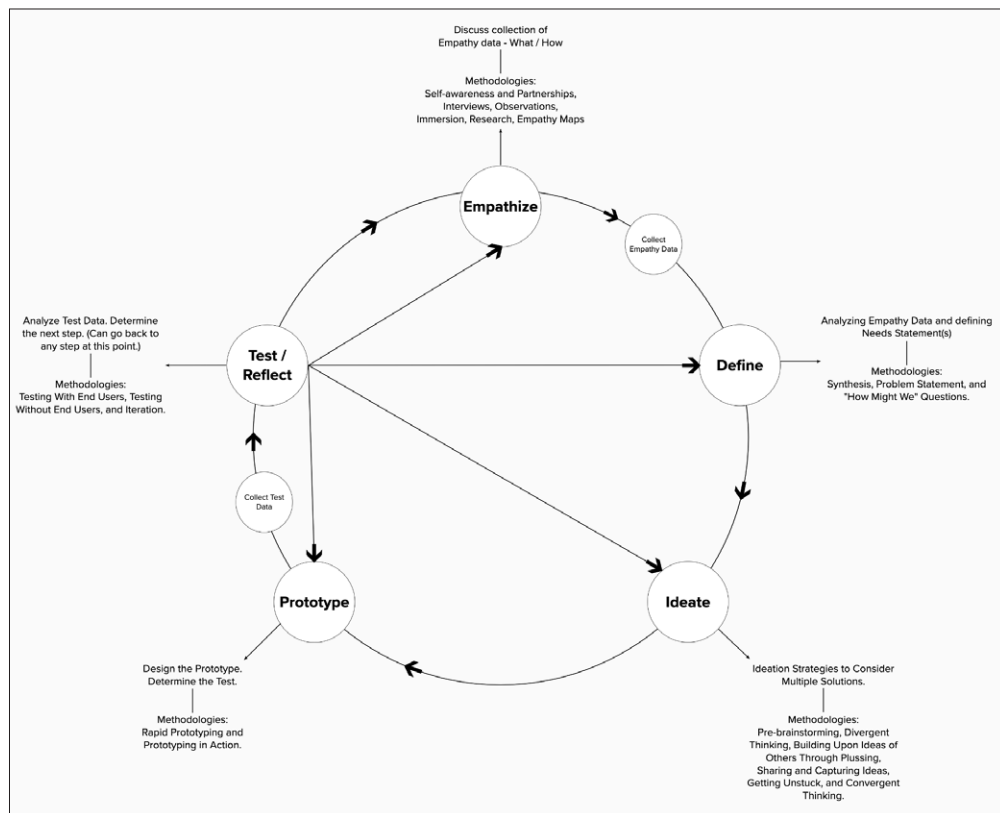 Discuss collection of
Empathy data - What / How
Methodologies:
Self-awareness and Partnerships,
Interviews, Observations,
Immersion, Research, Empathy Maps
Empathize
Collect
Empathy Data
Analyze Test Data. Determine
the next step. (Can go back to
any step at this point.)
Methodologies:
Testing With End Users, Testing
Without End Users, and Iteration.
Test /
Reflect
Define
Analyzing Empathy Data and defining
Needs Statement(s)
Methodologies:
Synthesis, Problem Statement, and
"How Might We" Questions.
Collect Test
Data
Prototype
Ideate
Design the Prototype.
Determine the Test.
Methodologies:
Rapid Prototyping and
Prototyping in Action.
Ideation Strategies to Consider
Multiple Solutions.
Methodologies:
Pre-brainstorming, Divergent
Thinking, Building Upon Ideas of
Others Through Plussing,
Sharing and Capturing Ideas,
Getting Unstuck, and Convergent
Thinking.